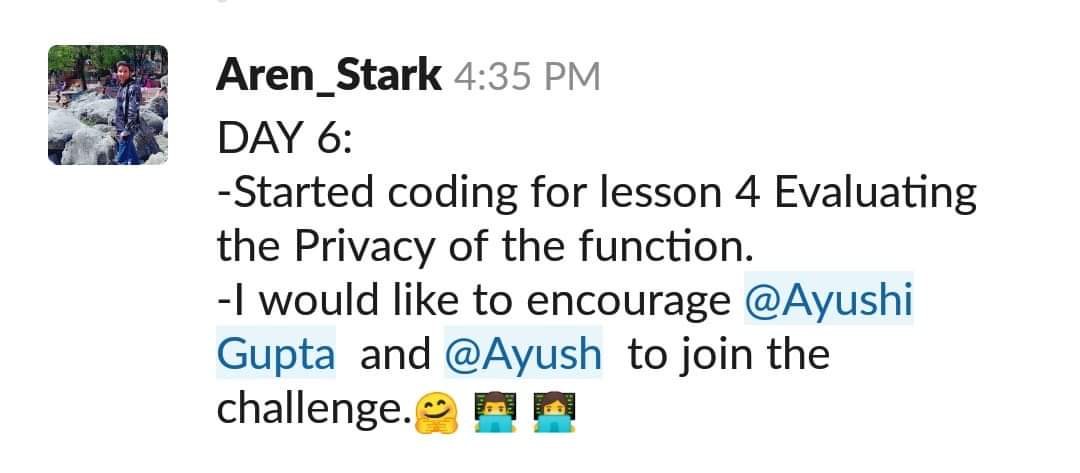 Aren_Stark 4:35 PM
DAY 6:
-Started coding for lesson 4 Evaluating
the Privacy of the function.
-I would like to encourage @Ayushi
Gupta and @Ayush to join the
challenge.🤗 👨‍💻 👩‍💻